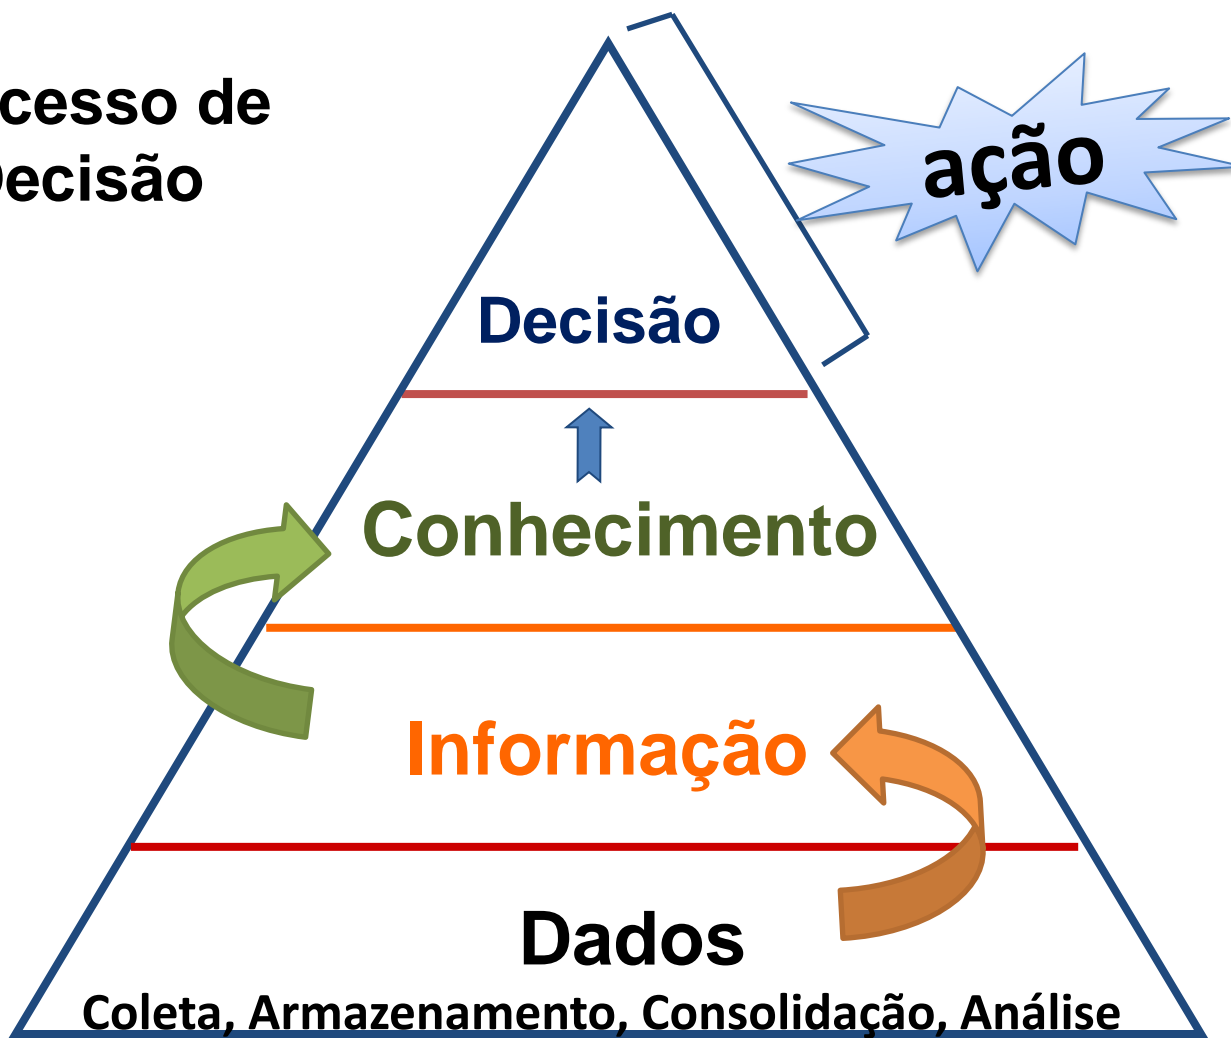 cesso de
ecisão
ação
Decisão
Conhecimento
Informação
Dados
Coleta, Armazenamento, Consolidação, Análise